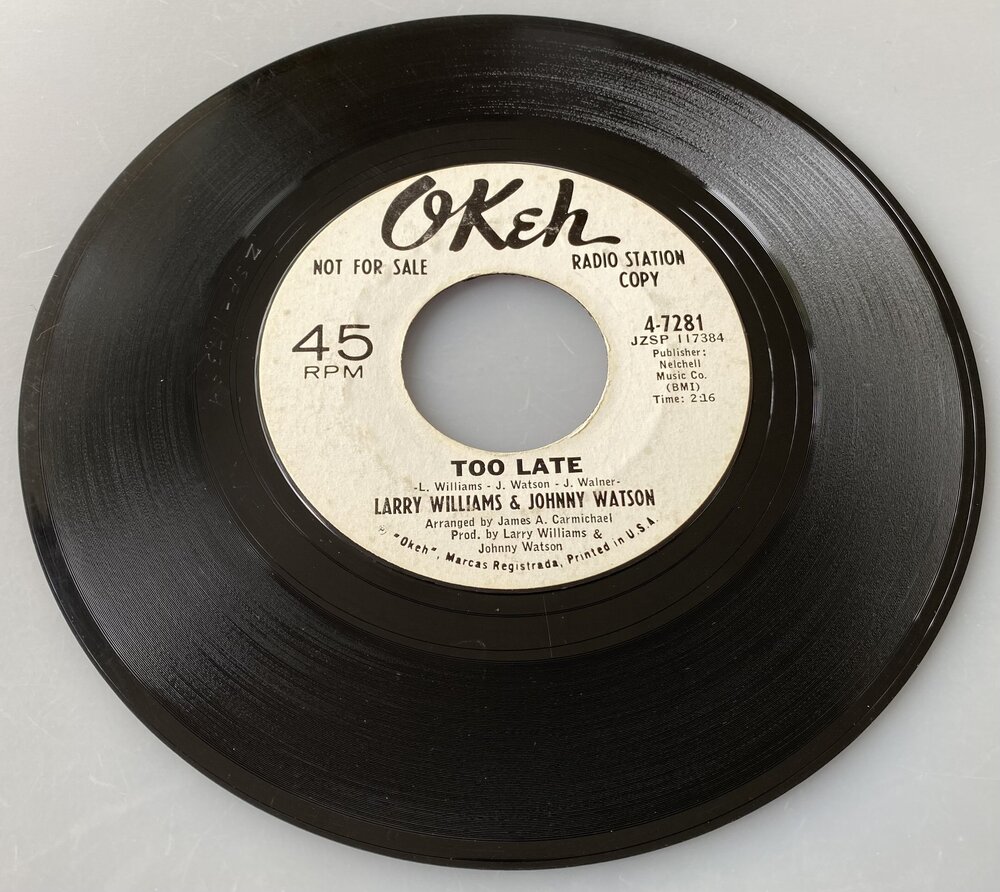 OKeh
NOT FOR SALE
RADIO STATION
COPY
45
RPM
4-7281
JZSP 117384
Publisher:
Nelchell
Music Co.
(BMI)
Time: 2:16
TOO LATE
-L. Williams - J. Watson - J. Walner-
LARRY WILLIAMS & JOHNNY WATSON
Arranged by James A. Carmichael
Prod. by Larry Williams &
Johnny Watson
"Okeh", Marcas Registrada, Printed in U.S.A.